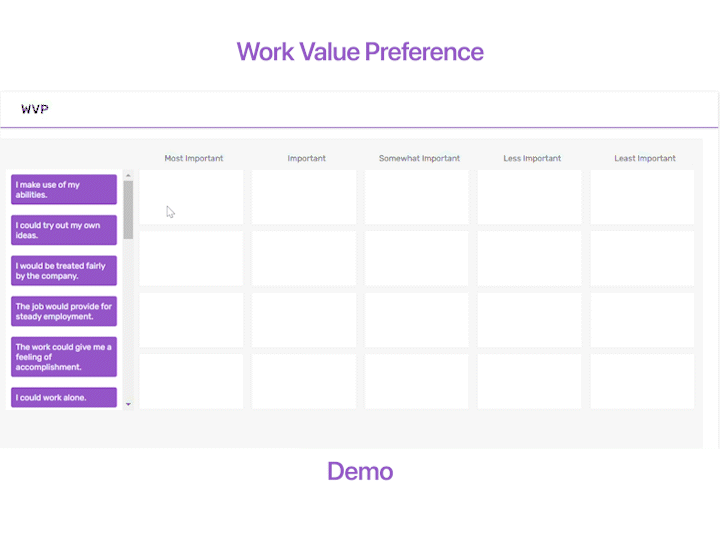 Work Value Preference
WVP
Most Important
Important
Somewhat Important
Less Important
Least Important
I make use of my
abilities.
I could try out my own
ideas.
I would be treated fairly
by the company.
The job would provide for
steady employment.
The work could give me a
feeling of
accomplishment.
I could work alone.
Demo